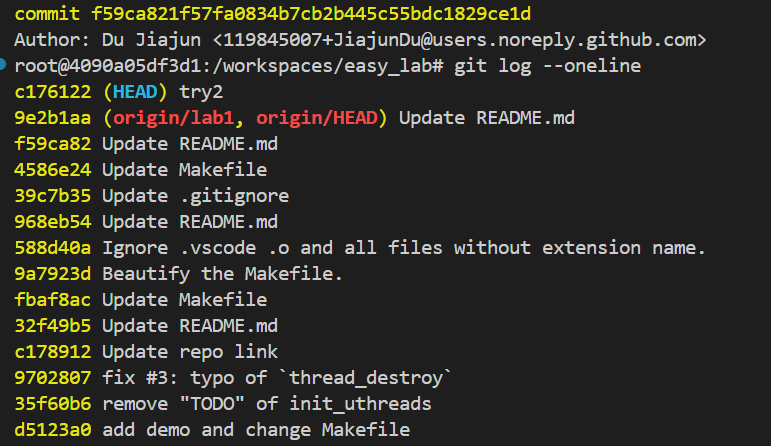 commit f59ca821f57fa0834b7cb2b445c55bdc1829ce1d
Author: Du Jiajun <119845007+JiajunDu@users.noreply.github.com>
root@4090a05df3d1:/workspaces/easy_lab# git log --oneline
c176122 (HEAD) try2
9e2b1aa (origin/lab1, origin/HEAD) Update README.md
f59ca82 Update README.md
4586e24 Update Makefile
39c7b35 Update .gitignore
968eb54 Update README.md
588d40a Ignore .vscode .o and all files without extension name.
9a7923d Beautify the Makefile.
fbaf8ac Update Makefile
32f49b5 Update README.md
c178912 Update repo link
9702807 fix #3: typo of `thread_destroy`
35f60b6 remove "TODO" of init_uthreads
d5123a0 add demo and change Makefile